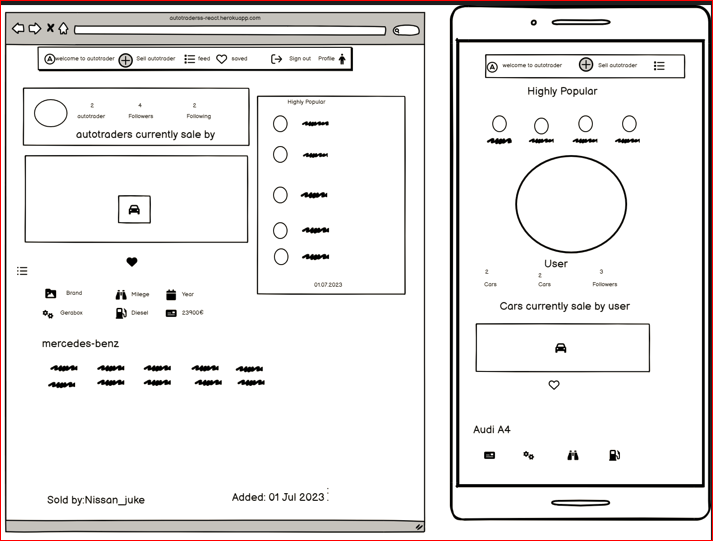 autotraderss-react.herokuapp.com
welcome to autotrader Sell autotrader feed saved Sign out Profile
2 4 2
autotrader Followers Following
autotraders currently sale by
Highly Popular
01.07.2023
Brand Milege Year
Gerabox Diesel 23900€
mercedes-benz
Sold by:Nissan_juke
Added: 01 Jul 2023
welcome to autotrader Sell autotrader
Highly Popular
User
2 2 3
Cars Cars Followers
Cars currently sale by user
Audi A4